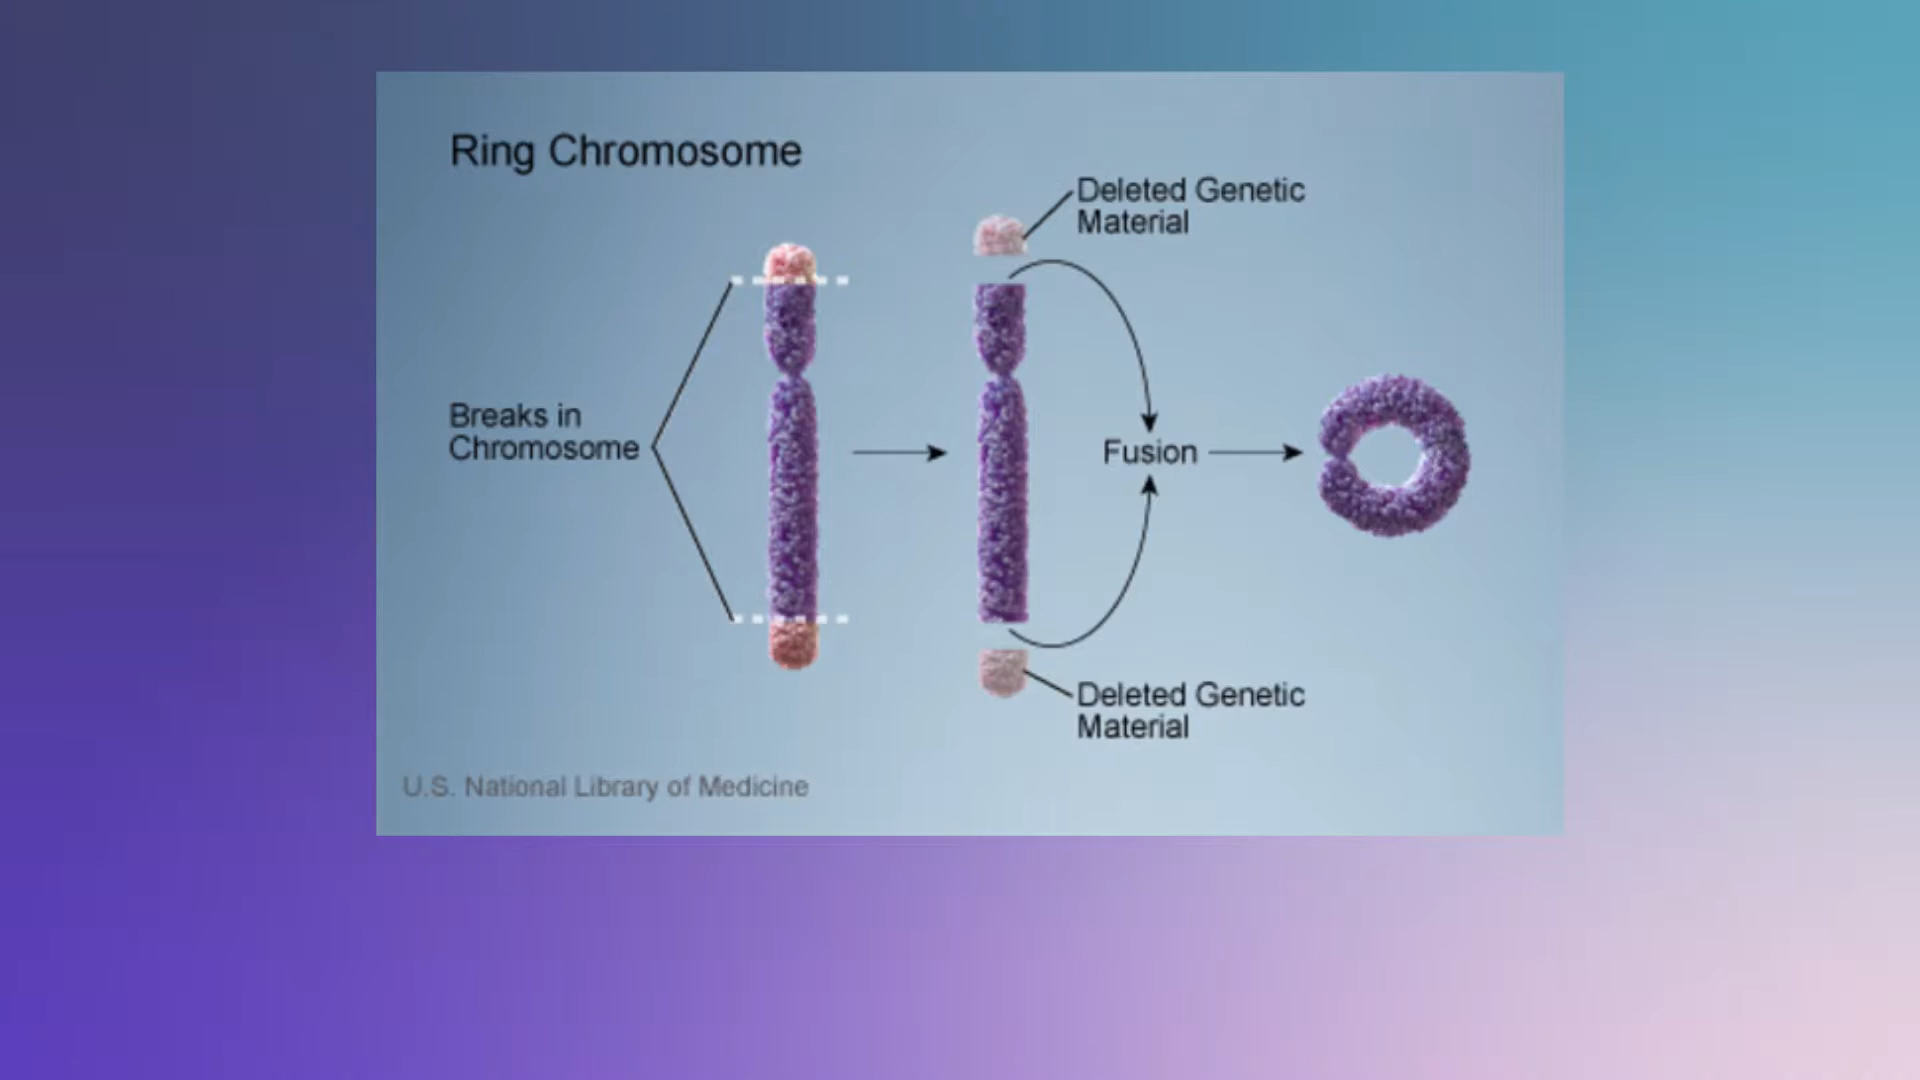 Ring Chromosome
Deleted Genetic
Material
Breaks in
Chromosome
Fusion
Deleted Genetic
Material
U.S. National Library of Medicine